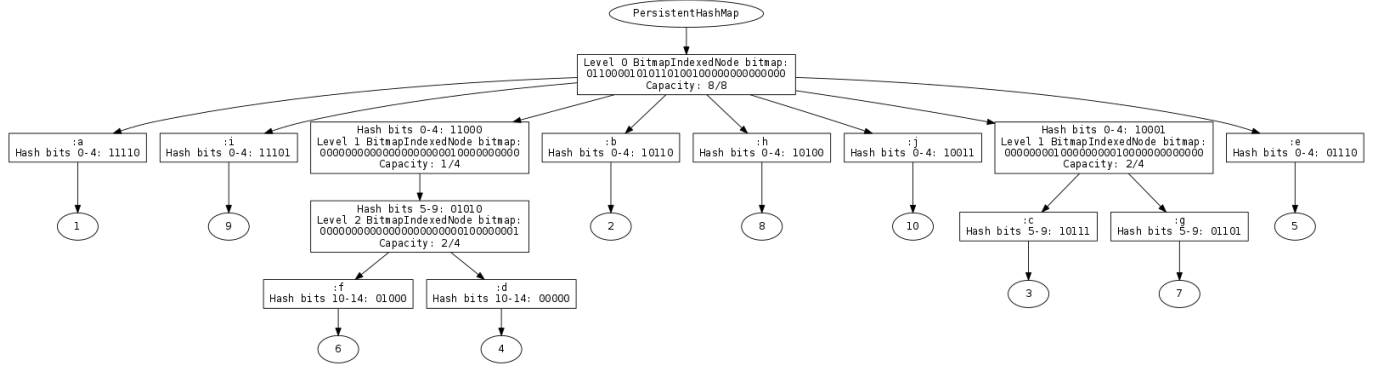 PersistentHashMap
Level 0 BitmapIndexedNode bitmap:
01100001010110100100000000000000
Capacity: 8/8
:a
Hash bits 0-4: 11110
:i
Hash bits 0-4: 11101
Hash bits 0-4: 11000
Level 1 BitmapIndexedNode bitmap:
00000000000000000000010000000000
Capacity: 1/4
:b
Hash bits 0-4: 10110
:h
Hash bits 0-4: 10100
:j
Hash bits 0-4: 10011
Hash bits 0-4: 10001
Level 1 BitmapIndexedNode bitmap:
00000000100000000010000000000000
Capacity: 2/4
:e
Hash bits 0-4: 01110
1
9
Hash bits 5-9: 01010
Level 2 BitmapIndexedNode bitmap:
00000000000000000000000100000001
Capacity: 2/4
2
8
10
:c
Hash bits 5-9: 10111
:g
Hash bits 5-9: 01101
5
:f
Hash bits 10-14: 01000
:d
Hash bits 10-14: 00000
3
7
6
4